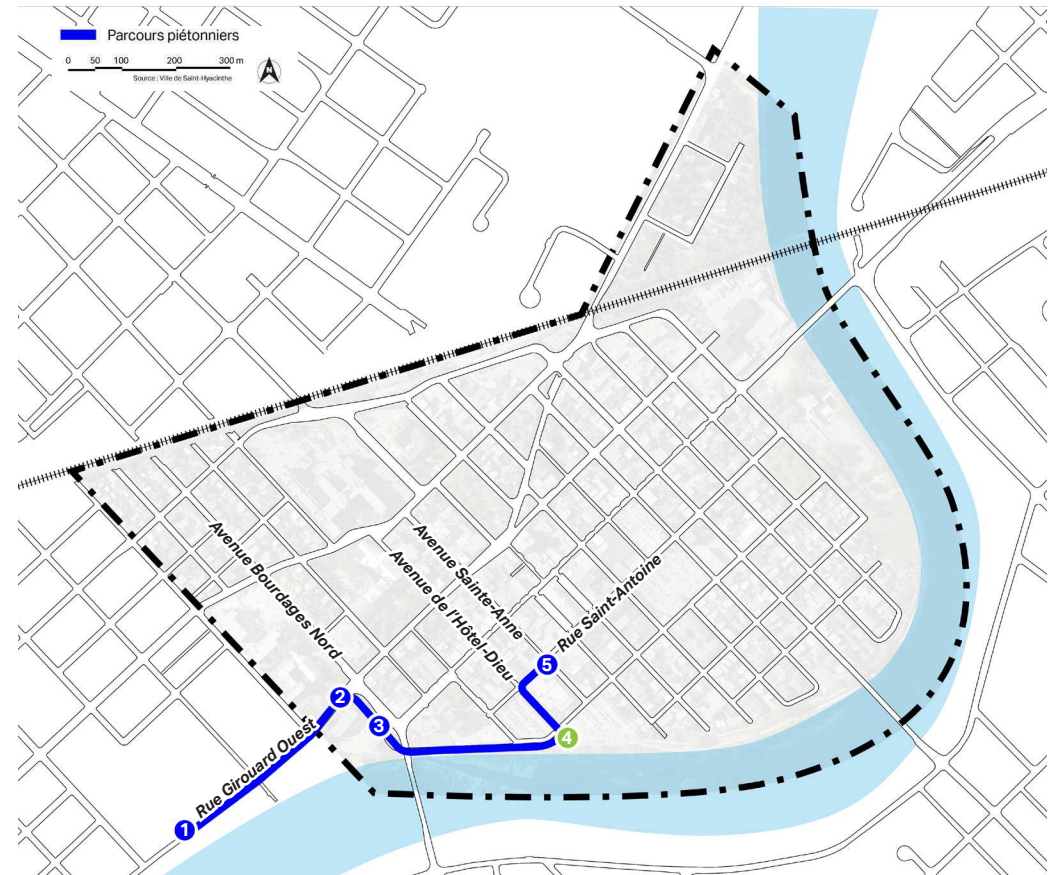 Parcours piétonniers
0 50 100 200 300 m
Source : Ville de Saint-Hyacinthe
N
Avenue Bourdages Nord
Avenue Sainte-Anne
Avenue de l'Hôtel-Dieu
Rue Saint-Antoine
Rue Girouard Ouest
1
2
3
4
5